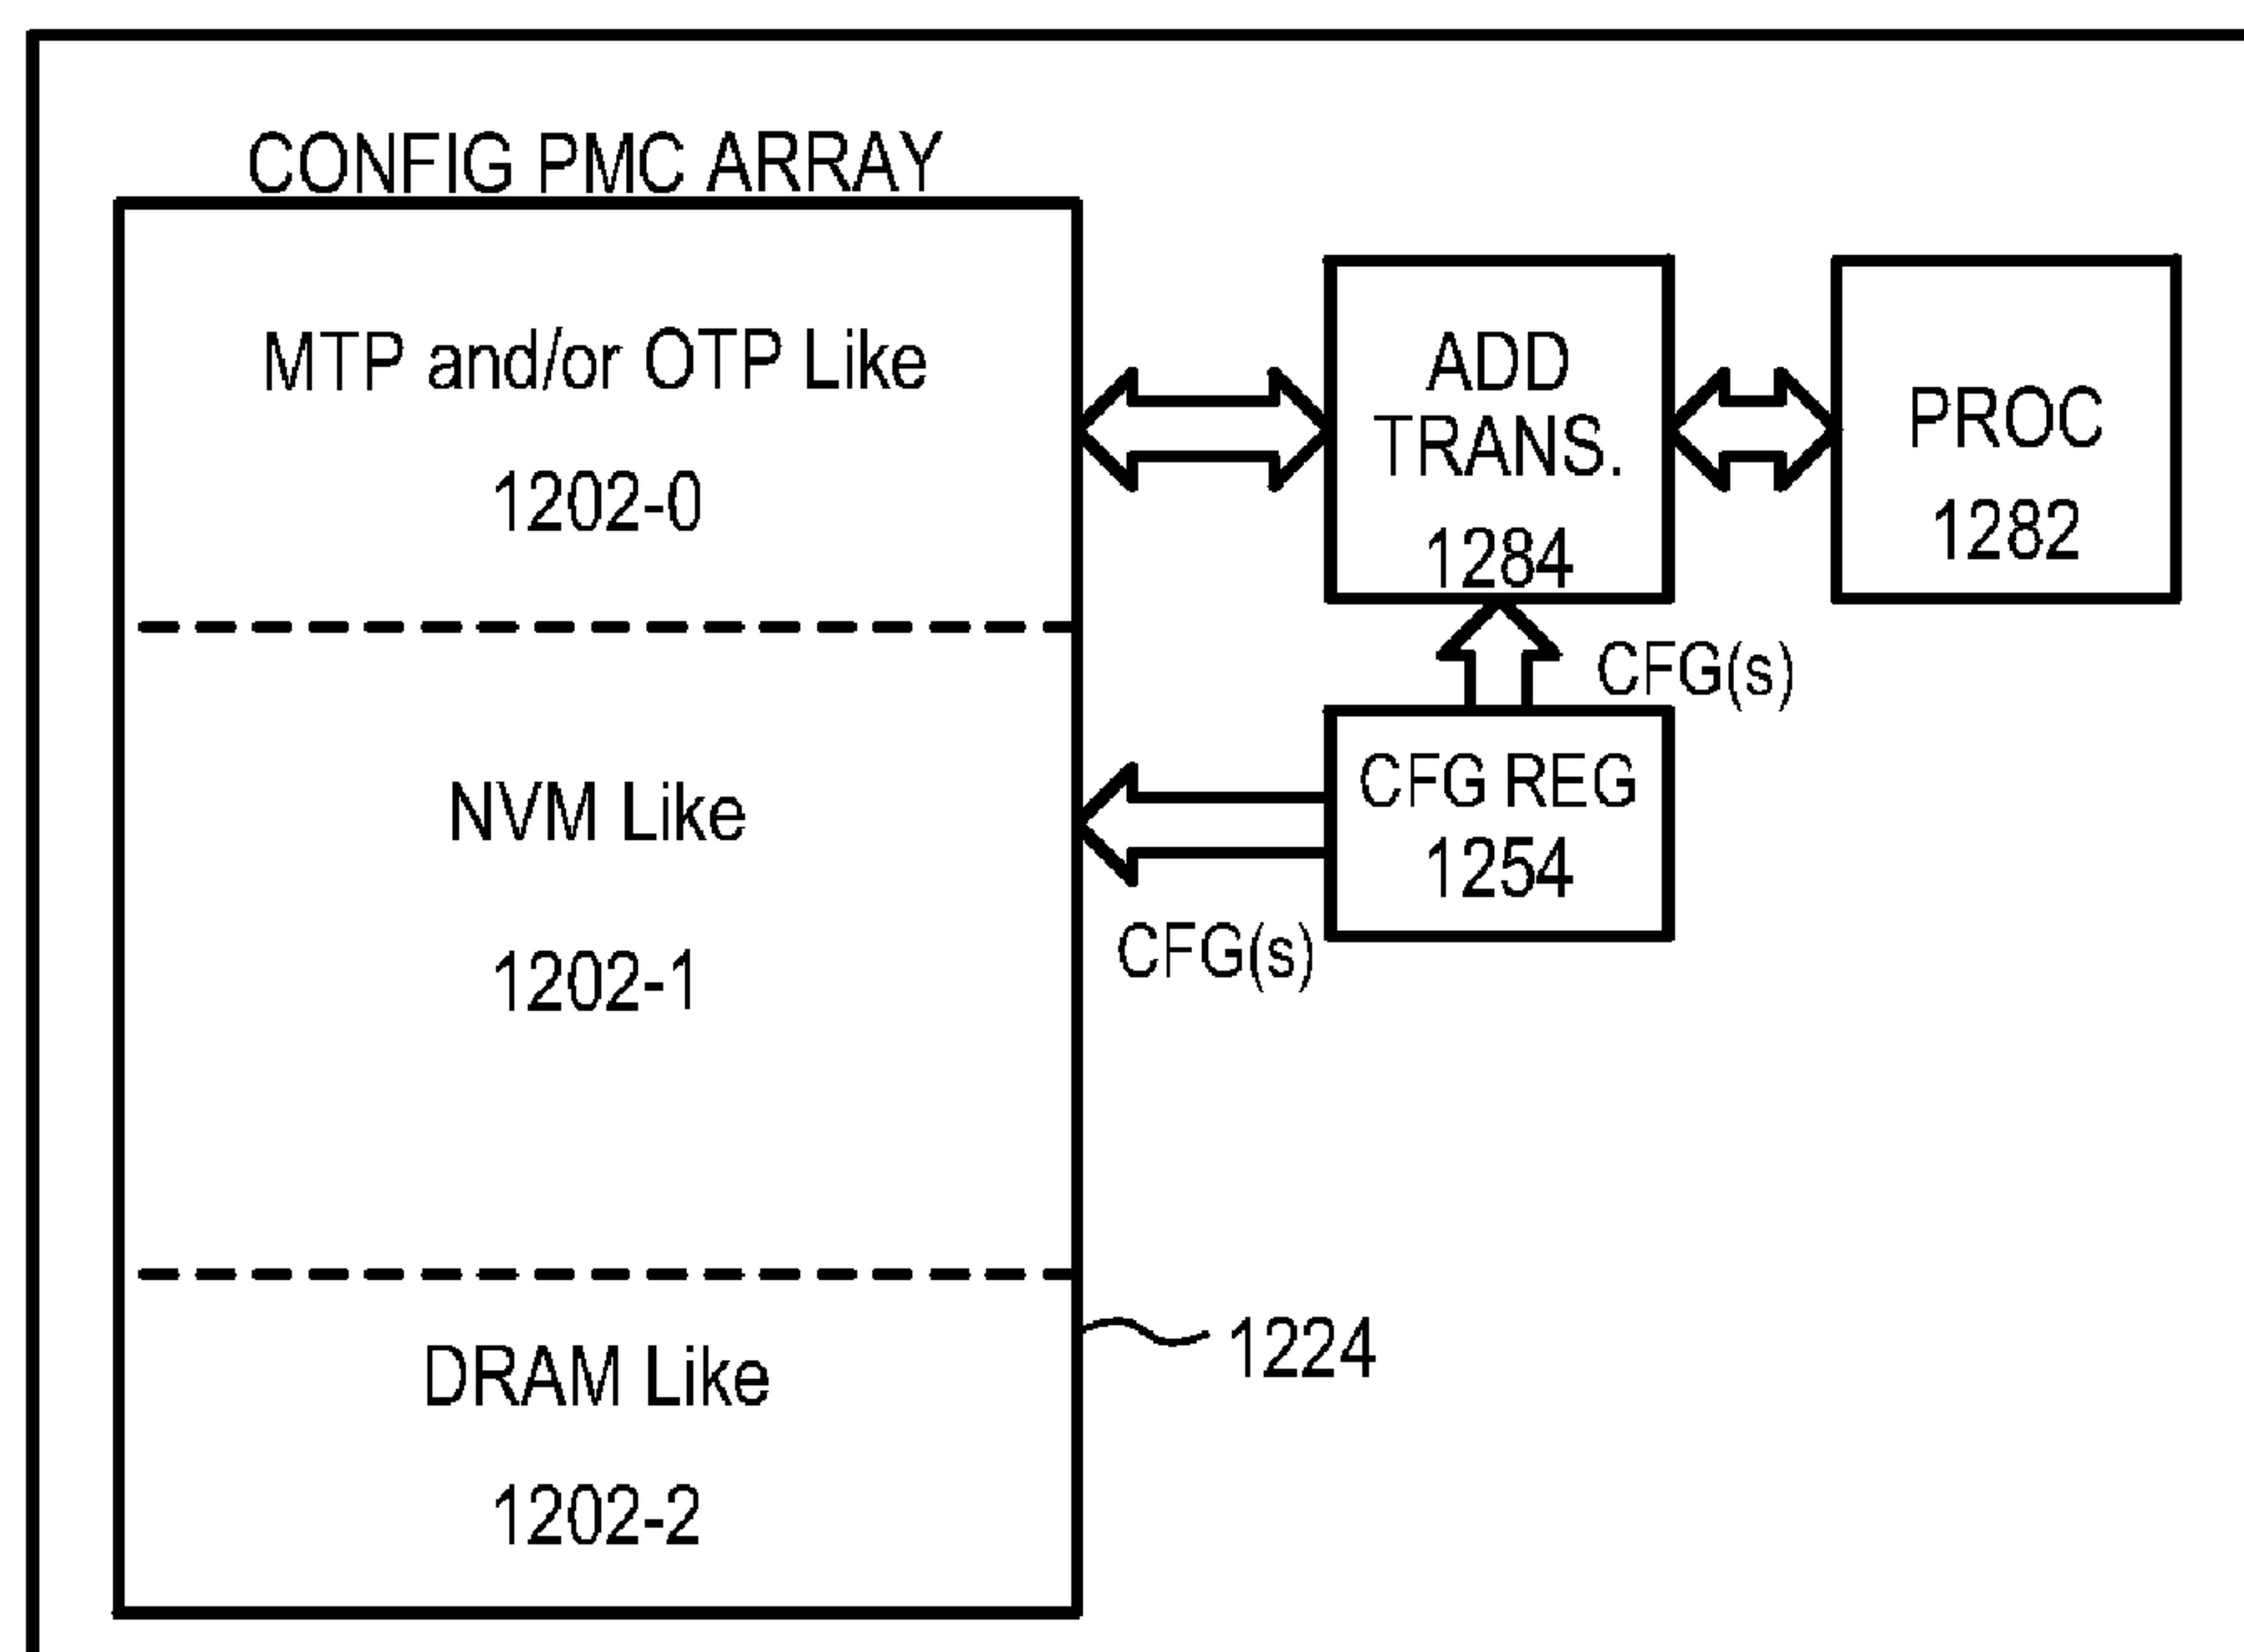 CONFIG PMC ARRAY
MTP and/or OTP Like
1202-0
ADD
TRANS.
1284
PROC
1282
CFG(s)
NVM Like
1202-1
CFG REG
1254
CFG(s)
DRAM Like
1202-2
1224